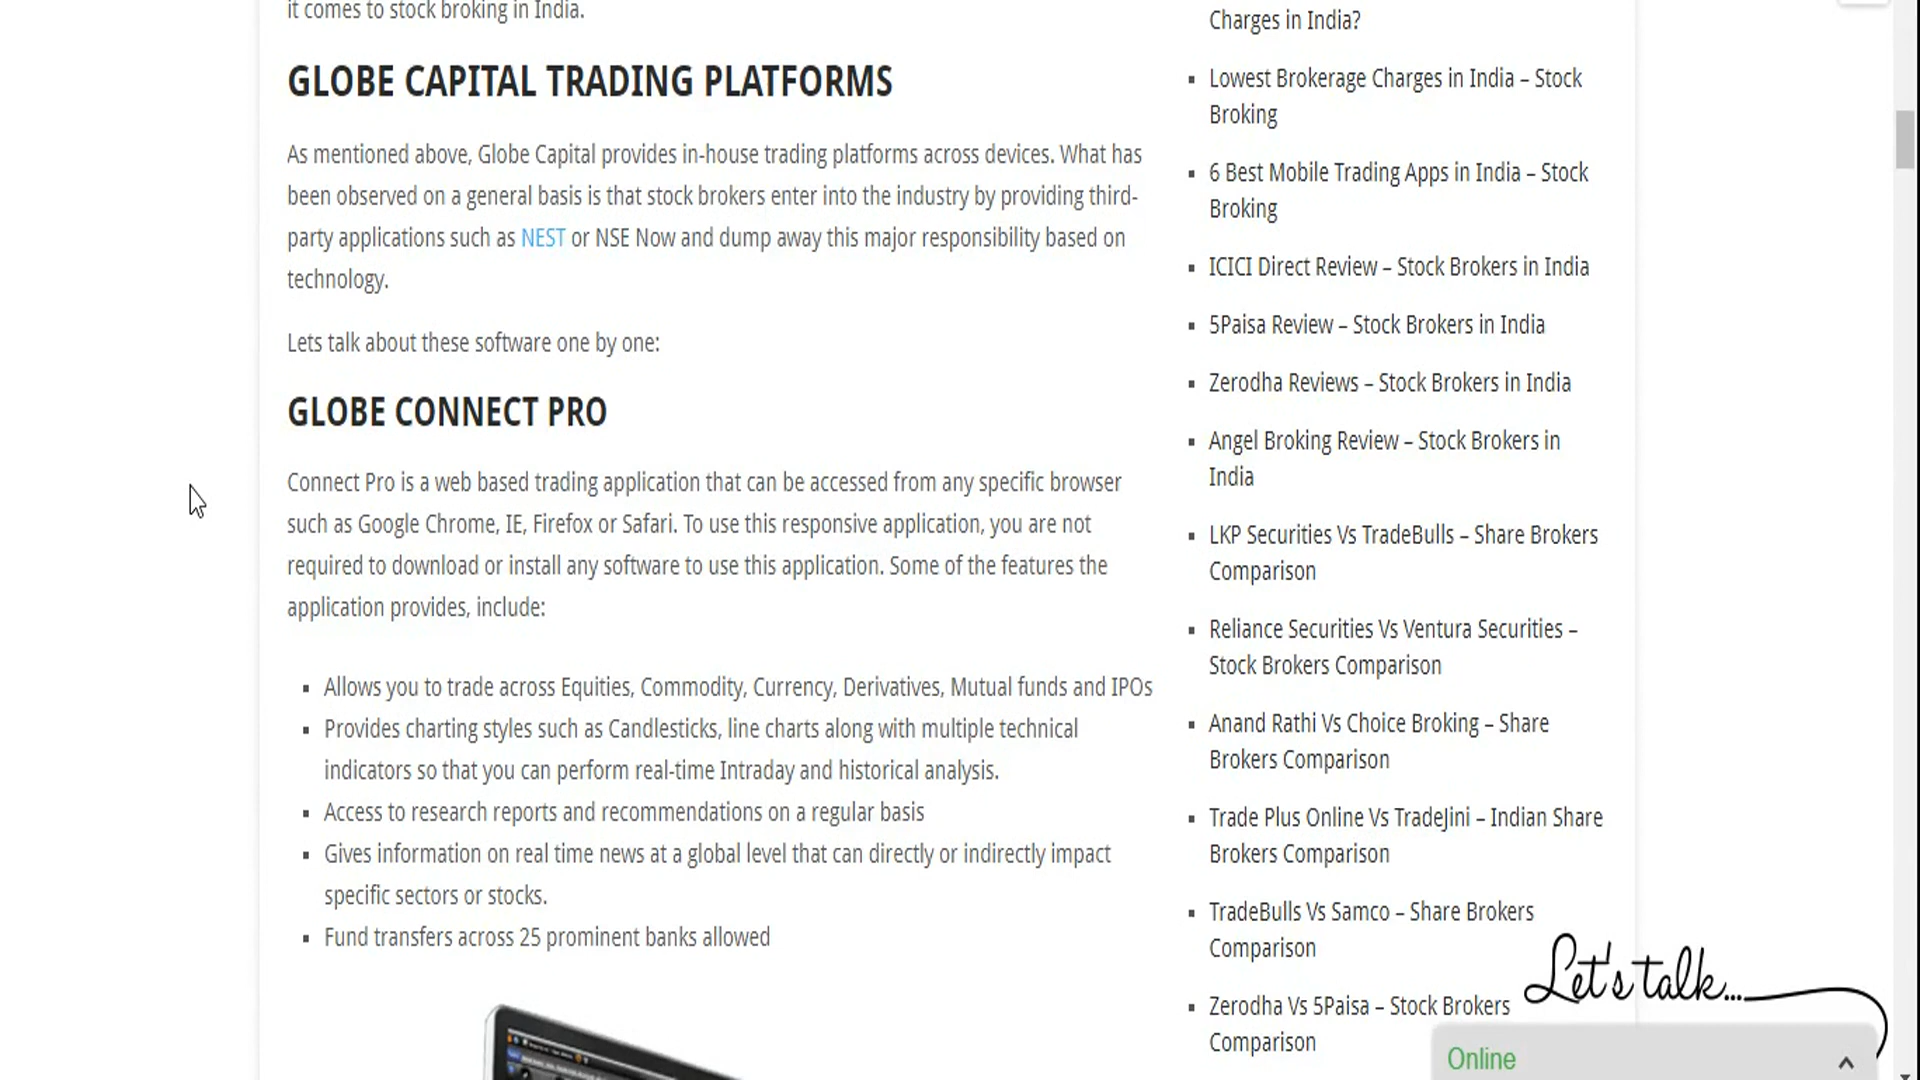 it comes to stock broking in India.
GLOBE CAPITAL TRADING PLATFORMS
As mentioned above, Globe Capital provides in-house trading platforms across devices. What has
been observed on a general basis is that stock brokers enter into the industry by providing third-
party applications such as NEST or NSE Now and dump away this major responsibility based on
technology.
Lets talk about these software one by one:
GLOBE CONNECT PRO
Connect Pro is a web based trading application that can be accessed from any specific browser
such as Google Chrome, IE, Firefox or Safari. To use this responsive application, you are not
required to download or install any software to use this application. Some of the features the
application provides, include:
Allows you to trade across Equities, Commodity, Currency, Derivatives, Mutual funds and IPOs
Provides charting styles such as Candlesticks, line charts along with multiple technical
indicators so that you can perform real-time Intraday and historical analysis.
Access to research reports and recommendations on a regular basis
Gives information on real time news at a global level that can directly or indirectly impact
specific sectors or stocks.
Fund transfers across 25 prominent banks allowed
Charges in India?
Lowest Brokerage Charges in India – Stock
Broking
6 Best Mobile Trading Apps in India – Stock
Broking
ICICI Direct Review – Stock Brokers in India
5Paisa Review – Stock Brokers in India
Zerodha Reviews – Stock Brokers in India
Angel Broking Review – Stock Brokers in
India
LKP Securities Vs TradeBulls – Share Brokers
Comparison
Reliance Securities Vs Ventura Securities –
Stock Brokers Comparison
Anand Rathi Vs Choice Broking – Share
Brokers Comparison
Trade Plus Online Vs TradeJini – Indian Share
Brokers Comparison
TradeBulls Vs Samco – Share Brokers
Comparison
Zerodha Vs 5Paisa – Stock Brokers
Comparison
Let's talk...
Online